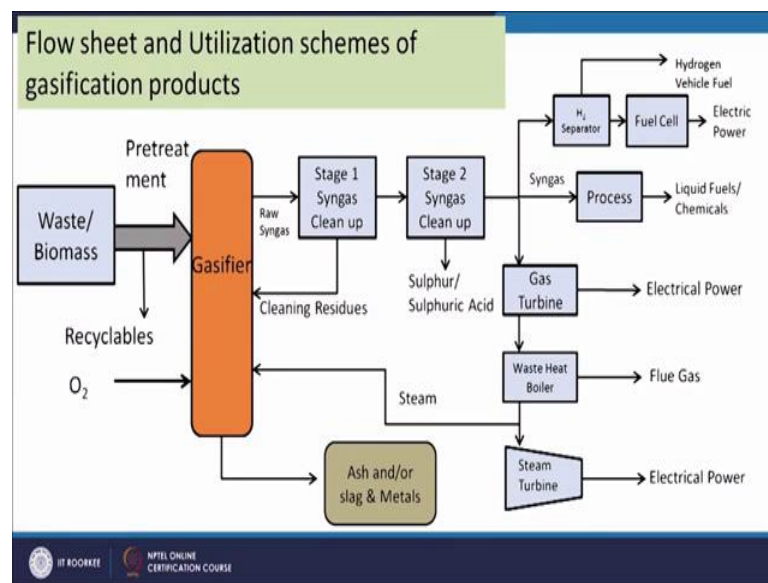 Flow sheet and Utilization schemes of
gasification products
Hydrogen
Vehicle Fuel
H₂
Separator
Fuel Cell
Electric
Power
Pretreat
ment
Waste/
Biomass
Gasifier
Raw
Syngas
Stage 1
Syngas
Clean up
Stage 2
Syngas
Clean up
Syngas
Process
Liquid Fuels/
Chemicals
Recyclables
Cleaning Residues
Sulphur/
Sulphuric Acid
Gas
Turbine
Electrical Power
O₂
Steam
Waste Heat
Boiler
Flue Gas
Ash and/or
slag & Metals
Steam
Turbine
Electrical Power
IIT ROORKEE
NPTEL ONLINE
CERTIFICATION COURSE